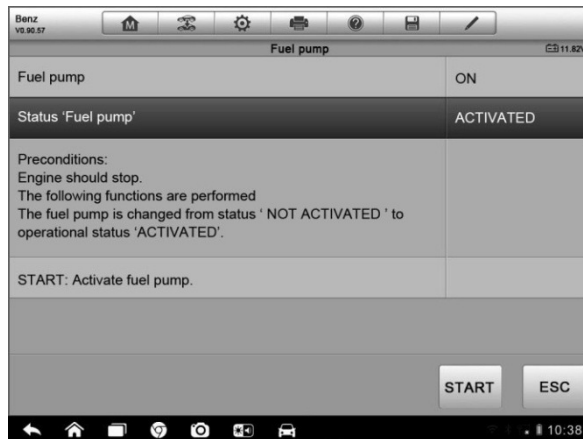 Benz
V0.90.57
M
Fuel pump
11.82V
Fuel pump ON
Status 'Fuel pump' ACTIVATED
Preconditions:
Engine should stop.
The following functions are performed
The fuel pump is changed from status ' NOT ACTIVATED ' to
operational status 'ACTIVATED'.
START: Activate fuel pump.
START ESC
10:38